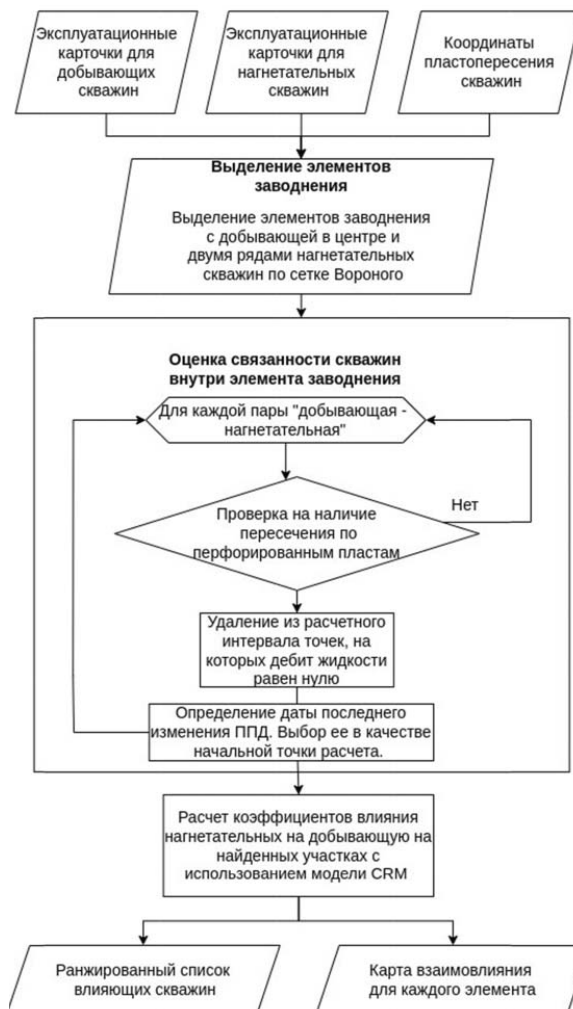 Эксплуатационные
карточки для
добывающих
скважин
Эксплуатационные
карточки для
нагнетательных
скважин
Координаты
пластопересения
скважин
Выделение элементов
заводнения
Выделение элементов заводнения
с добывающей в центре и
двумя рядами нагнетательных
скважин по сетке Вороного
Оценка связанности скважин
внутри элемента заводнения
Для каждой пары "добывающая -
нагнетательная"
Нет
Проверка на наличие
пересечения по
перфорированным пластам
Удаление из расчетного
интервала точек, на
которых дебит жидкости
равен нулю
Определение даты последнего
изменения ППД. Выбор ее в качестве
начальной точки расчета.
Расчет коэффициентов влияния
нагнетательных на добывающую на
найденных участках с
использованием модели CRM
Ранжированный список
влияющих скважин
Карта взаимовлияния
для каждого элемента